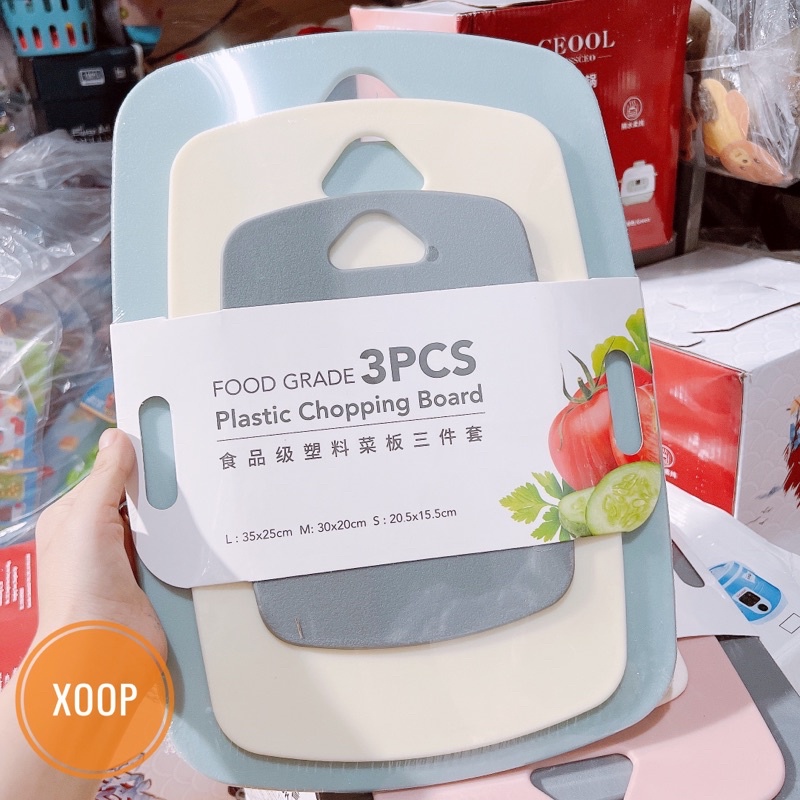 CEOOL
FOOD GRADE 3PCS
Plastic Chopping Board
食品级塑料菜板三件套
L : 35x25cm M: 30x20cm S : 20.5x15.5cm
XOOP